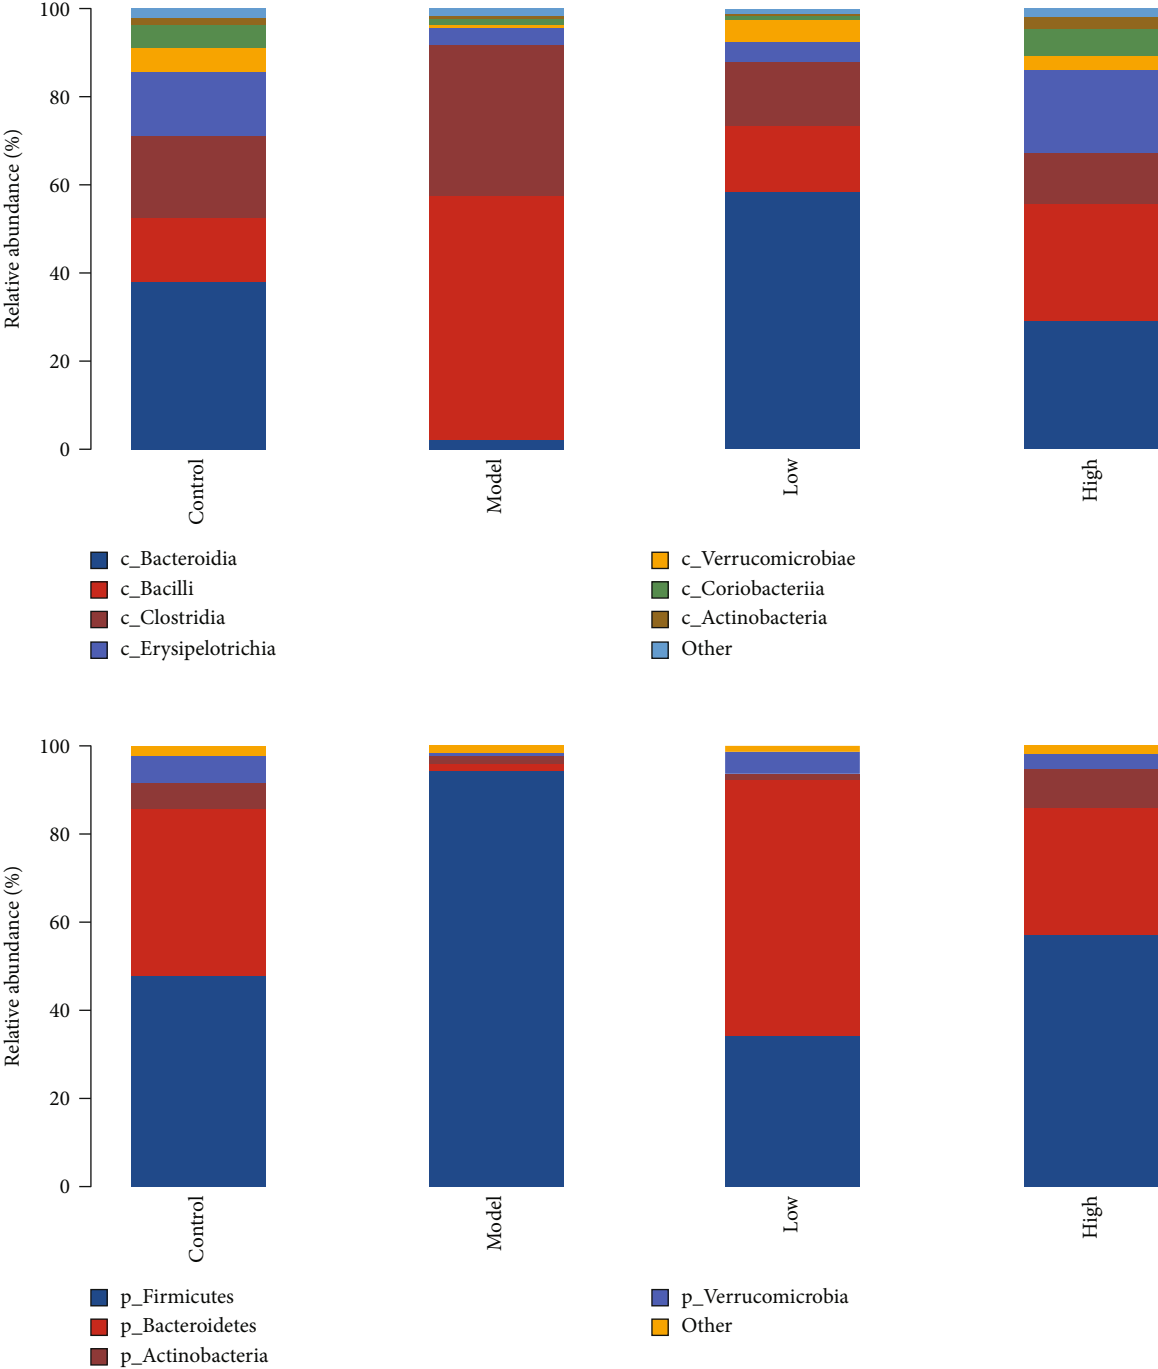 100
80
60
40
20
0
Relative abundance (%)
Control
Model
Low
High
c_Bacteroidia
c_Bacilli
c_Clostridia
c_Erysipelotrichia
c_Verrucomicrobiae
c_Coriobacteriia
c_Actinobacteria
Other
100
80
60
40
20
0
Relative abundance (%)
Control
Model
Low
High
p_Firmicutes
p_Bacteroidetes
p_Actinobacteria
p_Verrucomicrobia
Other